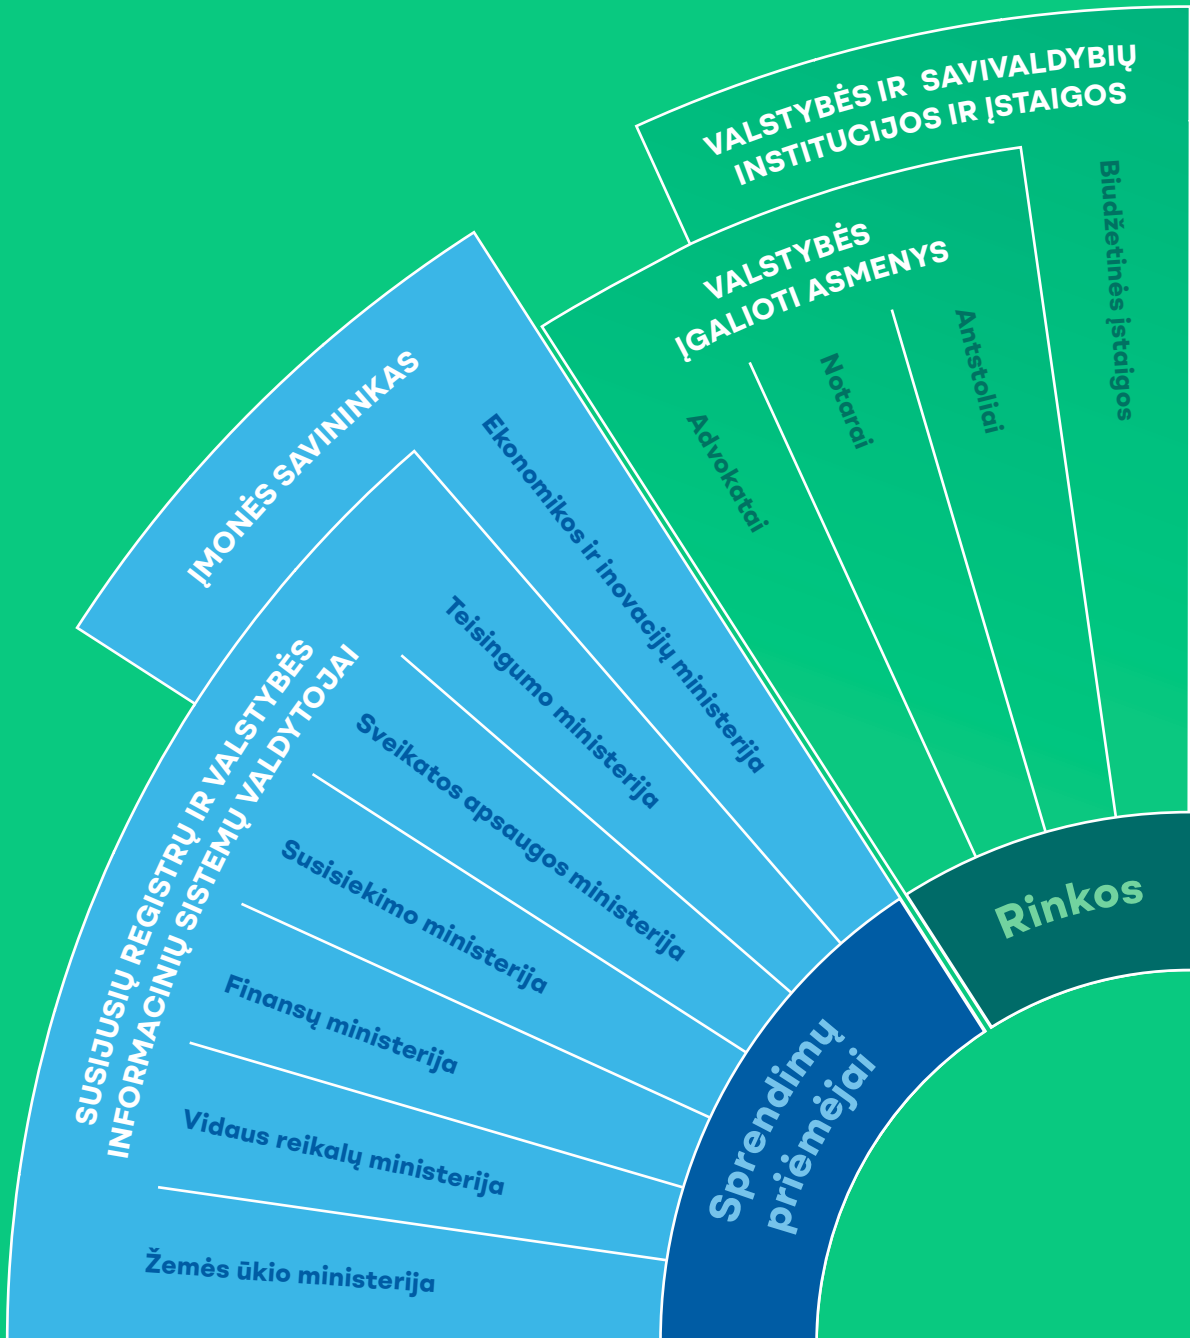 VALSTYBĖS IR SAVIVALDYBIŲ
INSTITUCIJOS IR ĮSTAIGOS
Biudžetinės įstaigos
VALSTYBĖS
ĮGALIOTI ASMENYS
Antstoliai
Notarai
Advokatai
Rinkos
ĮMONĖS SAVININKAS
Ekonomikos ir inovacijų ministerija
SUSIJUSIŲ REGISTRŲ IR VALSTYBĖS
INFORMACINIŲ SISTEMŲ VALDYTOJAI
Teisingumo ministerija
Sveikatos apsaugos ministerija
Susisiekimo ministerija
Finansų ministerija
Vidaus reikalų ministerija
Žemės ūkio ministerija
Sprendimų
priėmėjai